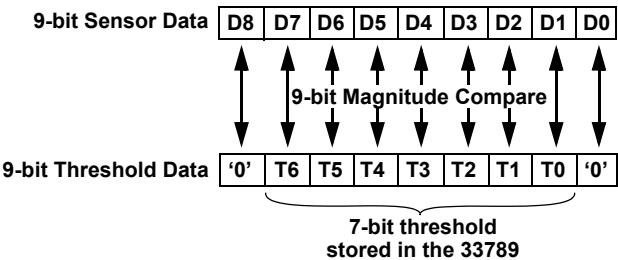 9-bit Sensor Data D8 D7 D6 D5 D4 D3 D2 D1 D0
9-bit Magnitude Compare
9-bit Threshold Data ‘0’ T6 T5 T4 T3 T2 T1 T0 ‘0’
7-bit threshold
stored in the 33789